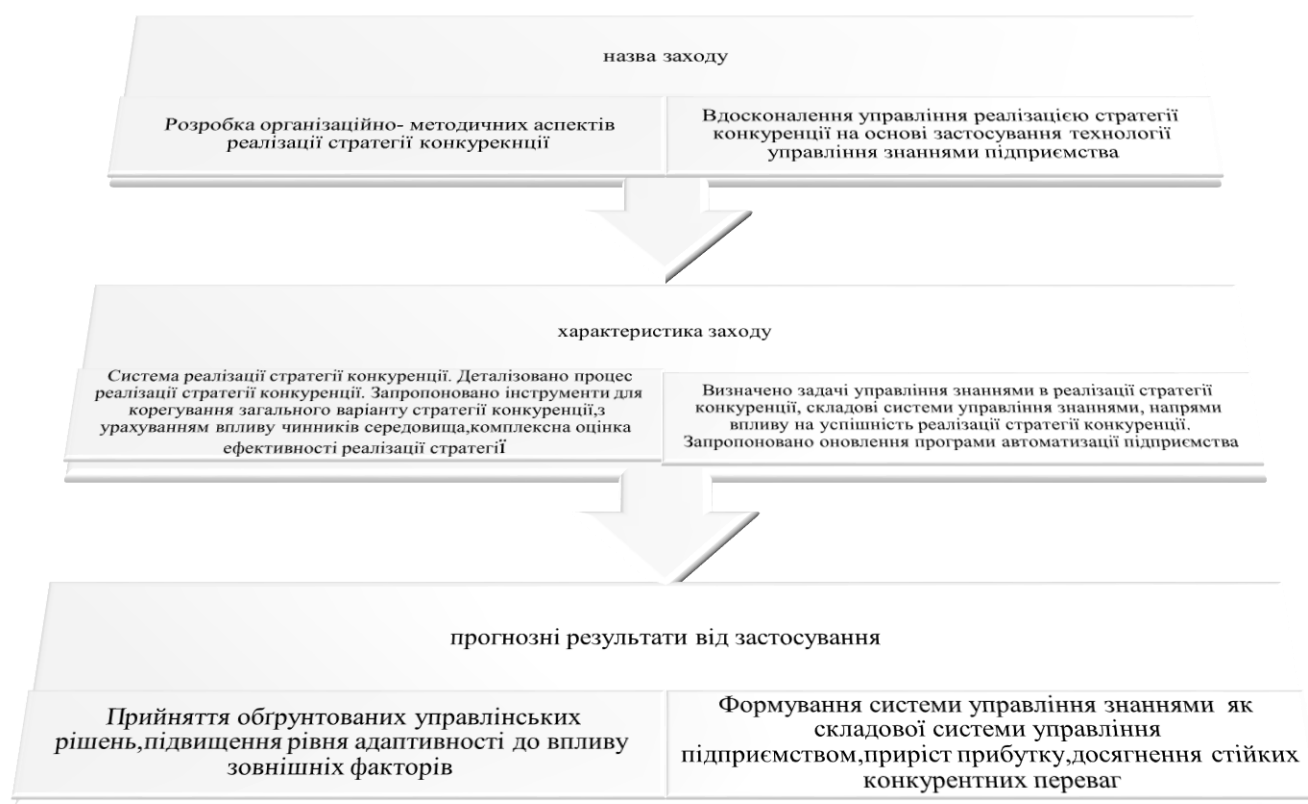 назва заходу
Розробка організаційно- методичних аспектів
реалізації стратегії конкурекнції
Вдосконалення управління реалізацією стратегії
конкуренції на основі застосування технології
управління знаннями підприємства
характеристика заходу
Система реалізації стратегії конкуренції. Деталізовано процес
реалізації стратегії конкуренції. Запропоновано інструменти для
корегування загального варіанту стратегії конкуренції,з
урахуванням впливу чинників середовища,комплексна оцінка
ефективності реалізації стратегії
Визначено задачі управління знаннями в реалізації стратегії
конкуренції, складові системи управління знаннями, напрями
впливу на успішність реалізації стратегії конкуренції.
Запропоновано оновлення програми автоматизації підприємства
прогнозні результати від застосування
Прийняття обґрунтованих управлінських
рішень,підвищення рівня адаптивності до впливу
зовнішніх факторів
Формування системи управління знаннями як
складової системи управління
підприємством,приріст прибутку,досягнення стійких
конкурентних переваг